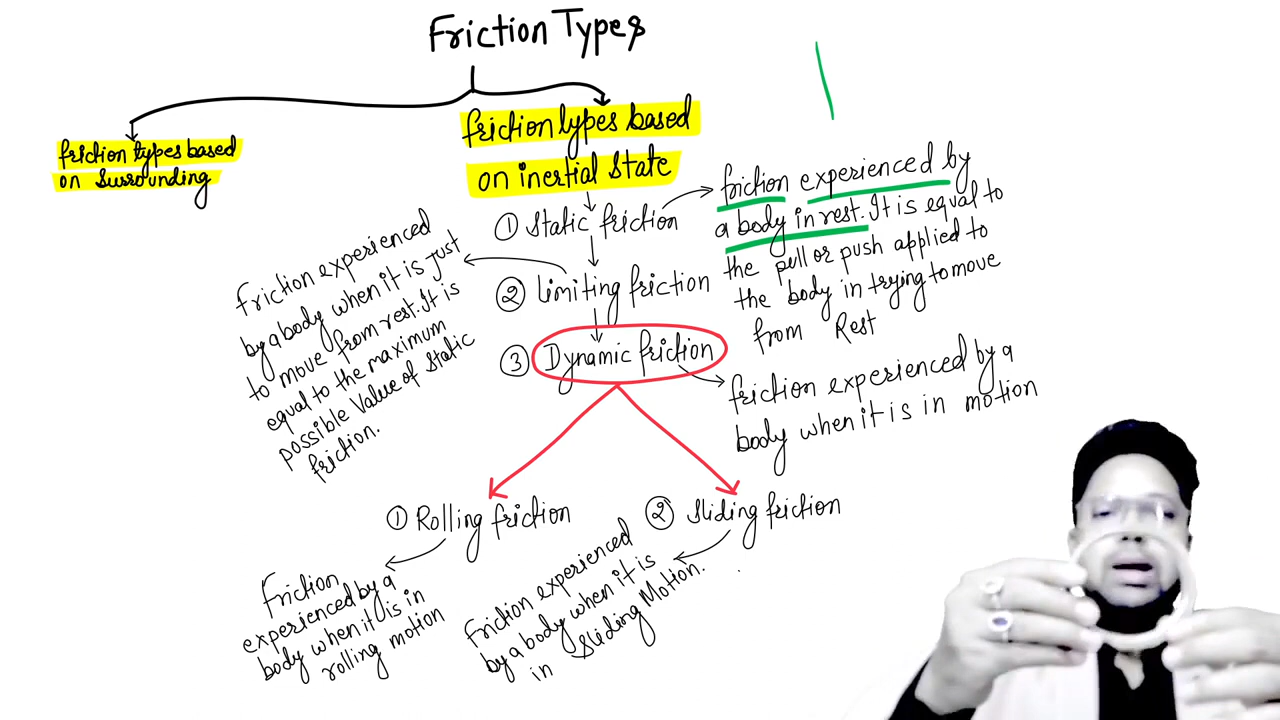 Friction Types
friction types based
on Surrounding
friction types based
on inertial state
① Static friction
friction experienced by
a body in rest. It is equal to
the pull or push applied to
the body in trying to move
from Rest
② limiting friction
Friction experienced
by a body when it is just
to move from rest. It is
equal to the maximum
possible Value of Static
friction.
③ Dynamic friction
friction experienced by a
body when it is in motion
① Rolling friction
Friction
experienced by a
body when it is in
rolling motion
② Sliding friction
Friction experienced
by a body when it is
in Sliding Motion.